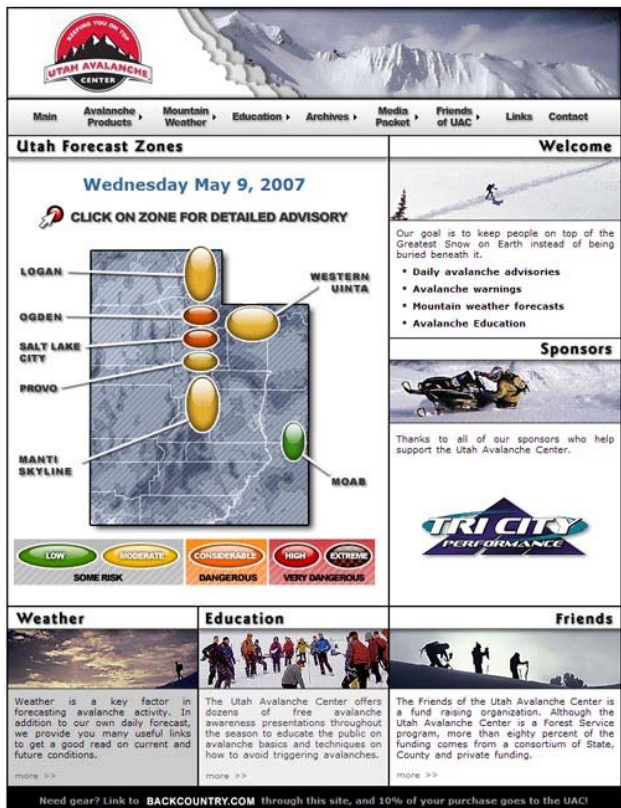 KEEPING YOU ON TOP
UTAH AVALANCHE
CENTER
Main
Avalanche
Products
Mountain
Weather
Education
Archives
Media
Packet
Friends
of UAC
Links
Contact
Utah Forecast Zones
Wednesday May 9, 2007
CLICK ON ZONE FOR DETAILED ADVISORY
LOGAN
WESTERN
UINTA
OGDEN
SALT LAKE
CITY
PROVO
MANTI
SKYLINE
MOAB
LOW
MODERATE
CONSIDERABLE
HIGH
EXTREME
SOME RISK
DANGEROUS
VERY DANGEROUS
Welcome
Our goal is to keep people on top of the
Greatest Snow on Earth instead of being
buried beneath it.
• Daily avalanche advisories
• Avalanche warnings
• Mountain weather forecasts
• Avalanche Education
Sponsors
Thanks to all of our sponsors who help
support the Utah Avalanche Center.
TRI CITY
PERFORMANCE
Weather
Weather is a key factor in
forecasting avalanche activity. In
addition to our own daily forecast,
we provide you many useful links
to get a good read on current and
future conditions.
more >>
Education
The Utah Avalanche Center offers
dozens of free avalanche
awareness presentations throughout
the season to educate the public on
avalanche basics and techniques on
how to avoid triggering avalanches.
more >>
Friends
The Friends of the Utah Avalanche Center is
a fund raising organization. Although the
Utah Avalanche Center is a Forest Service
program, more than eighty percent of the
funding comes from a consortium of State,
County and private funding.
more >>
Need gear? Link to BACKCOUNTRY.COM through this site, and 10% of your purchase goes to the UAC!